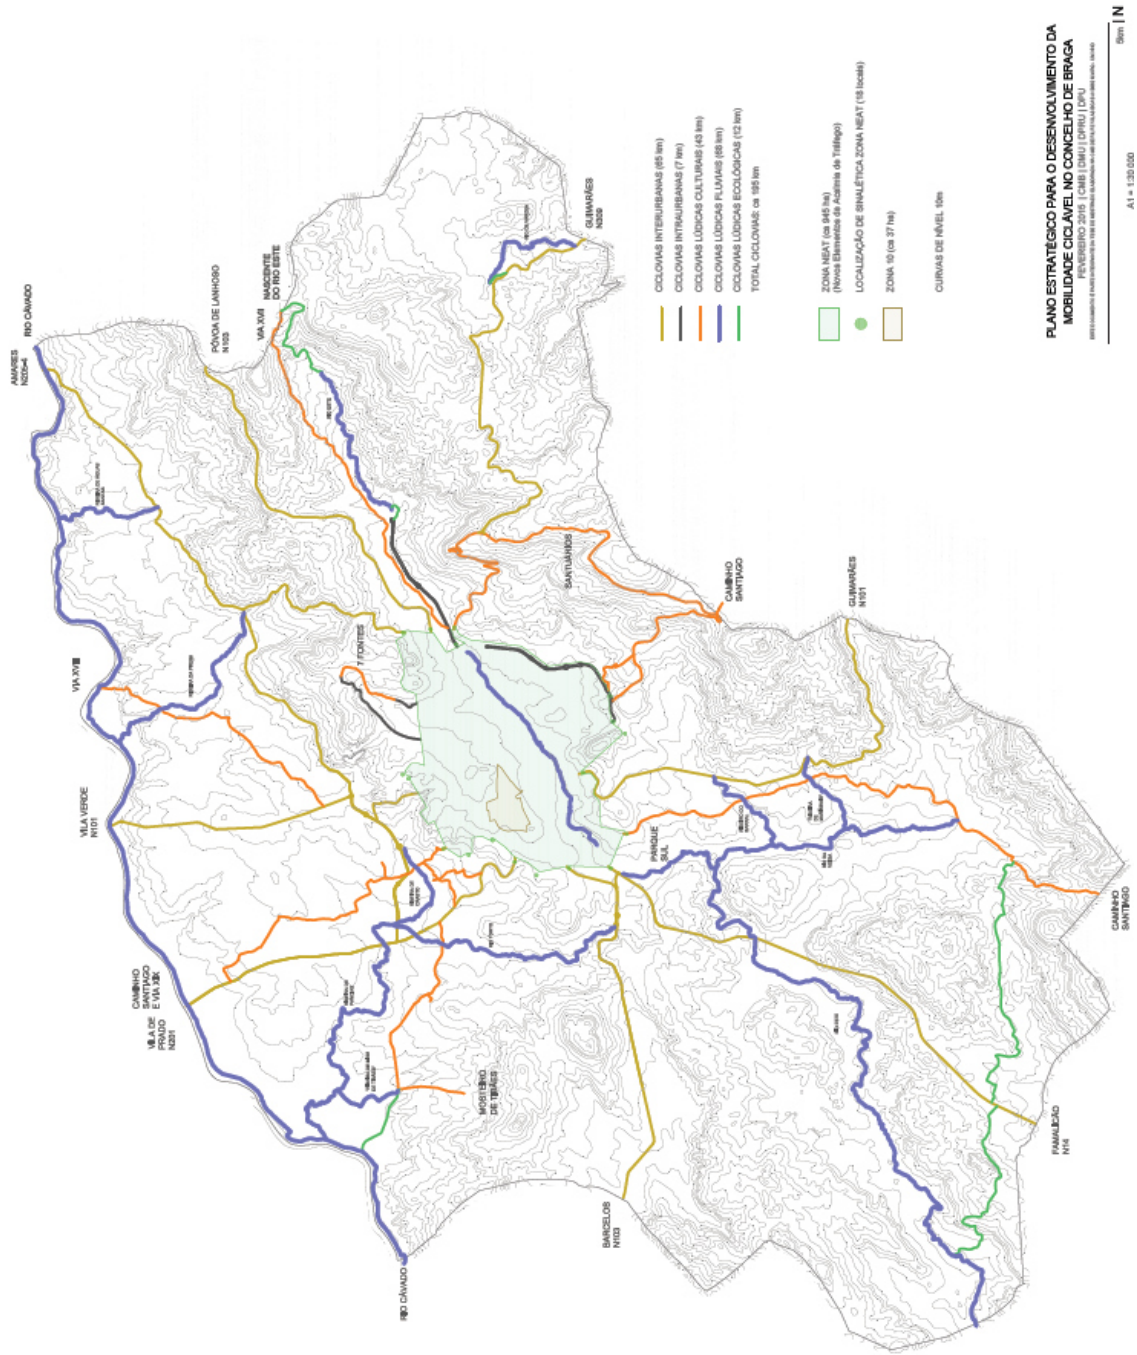 AMARES
N205-4
RIO CÁVADO
PÓVOA DE LANHOSO
N103
VIA XVII
NASCENTE
DO RIO ESTE
VIA XVIII
VILA VERDE
N101
7 FONTES
SANTUÁRIOS
GUIMARÃES
N309
CAMINHO
SANTIAGO
GUIMARÃES
N101
PARQUE
SUL
CAMINHO
SANTIAGO
E VIA XIX
VILA DE
PRADO
N201
MOSTEIRO
DE TIBÃES
RIO CÁVADO
BARCELOS
N103
FAMALICÃO
N14
CAMINHO
SANTIAGO
RIO ESTE
CICLOVIAS INTERURBANAS (65 km)
CICLOVIAS INTRAURBANAS (7 km)
CICLOVIAS LÚDICAS CULTURAIS (43 km)
CICLOVIAS LÚDICAS FLUVIAIS (68 km)
CICLOVIAS LÚDICAS ECOLÓGICAS (12 km)
TOTAL CICLOVIAS: ca 195 km
ZONA NEAT (ca 945 ha)
(Novos Elementos de Acalmia de Tráfego)
LOCALIZAÇÃO DE SINALÉTICA ZONA NEAT (18 locais)
ZONA 10 (ca 37 ha)
CURVAS DE NÍVEL 10m
PLANO ESTRATÉGICO PARA O DESENVOLVIMENTO DA
MOBILIDADE CICLÁVEL NO CONCELHO DE BRAGA
FEVEREIRO 2015 | CMB | DMU | DPRU | DPU
5km | N
A1 = 1:20 000